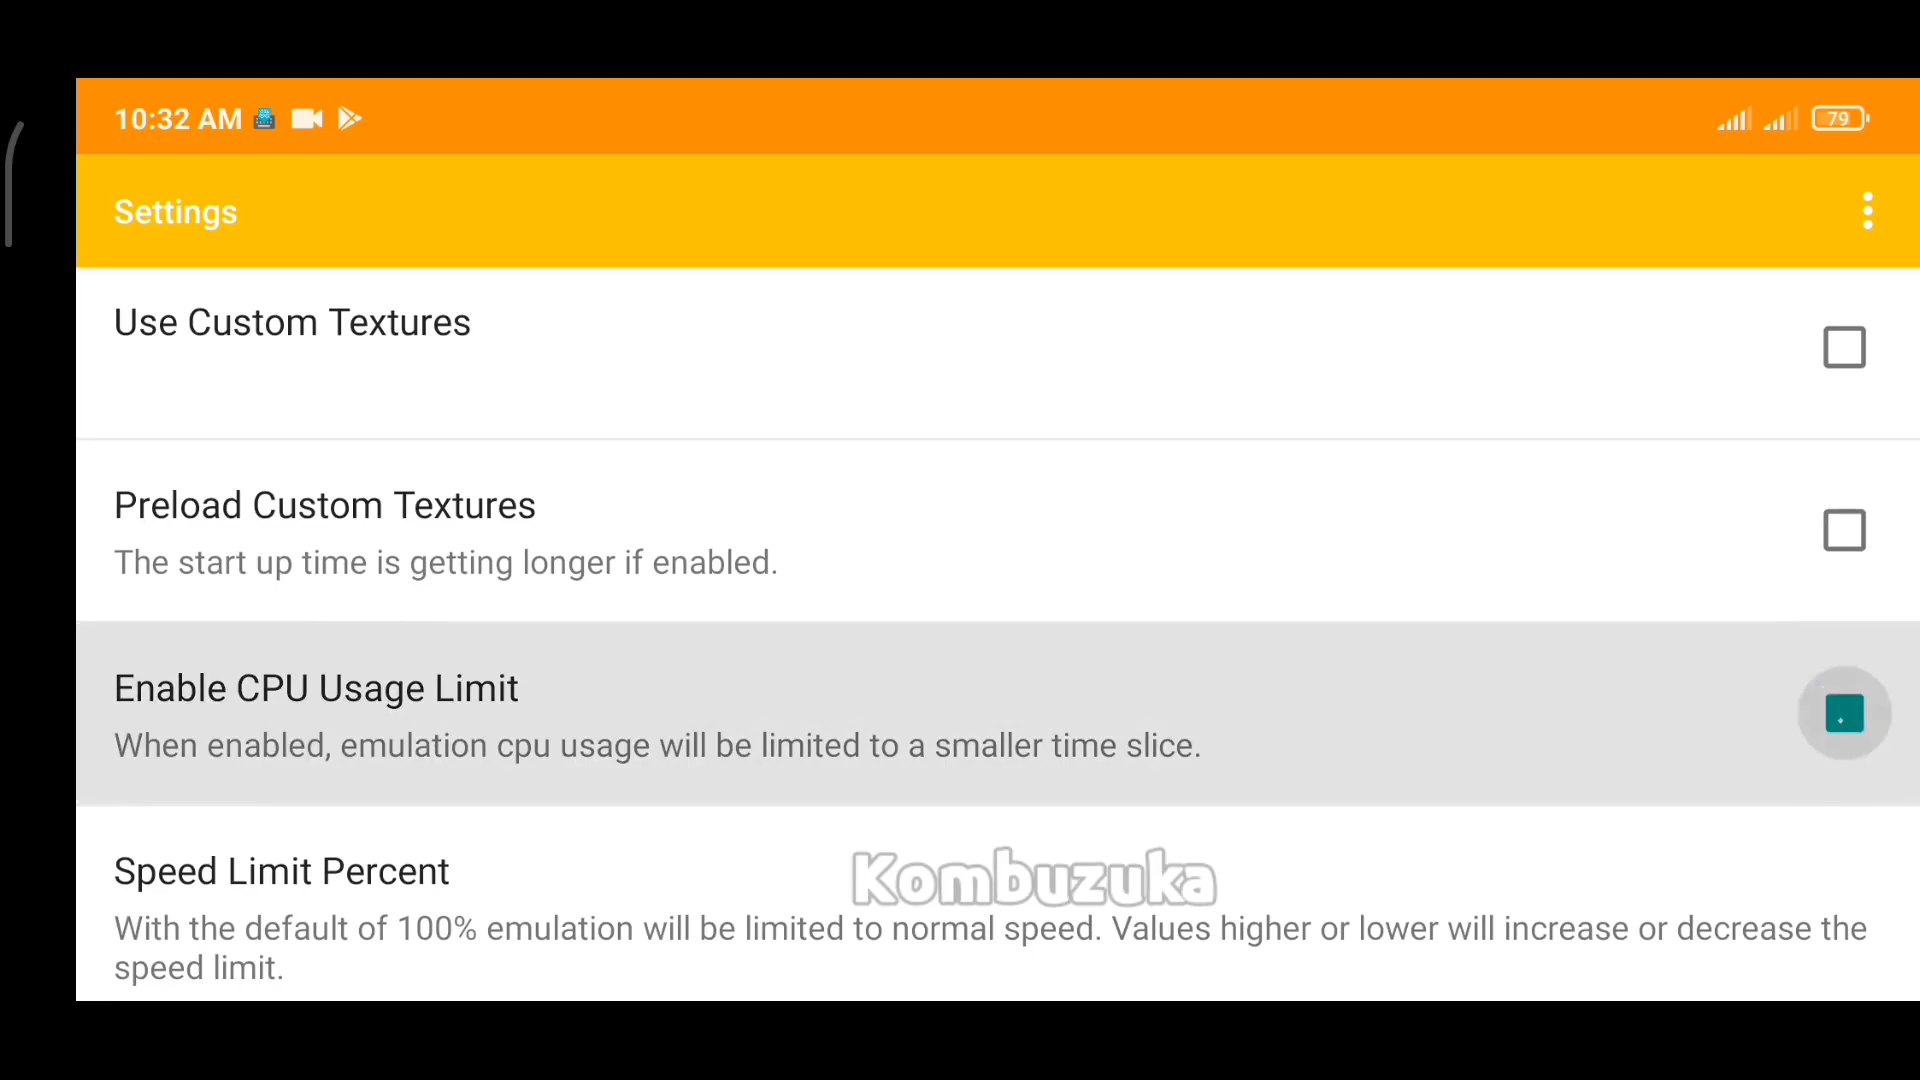 10:32 AM
79
Settings
Use Custom Textures
Preload Custom Textures
The start up time is getting longer if enabled.
Enable CPU Usage Limit
When enabled, emulation cpu usage will be limited to a smaller time slice.
Speed Limit Percent
Kombuzuka
With the default of 100% emulation will be limited to normal speed. Values higher or lower will increase or decrease the
speed limit.